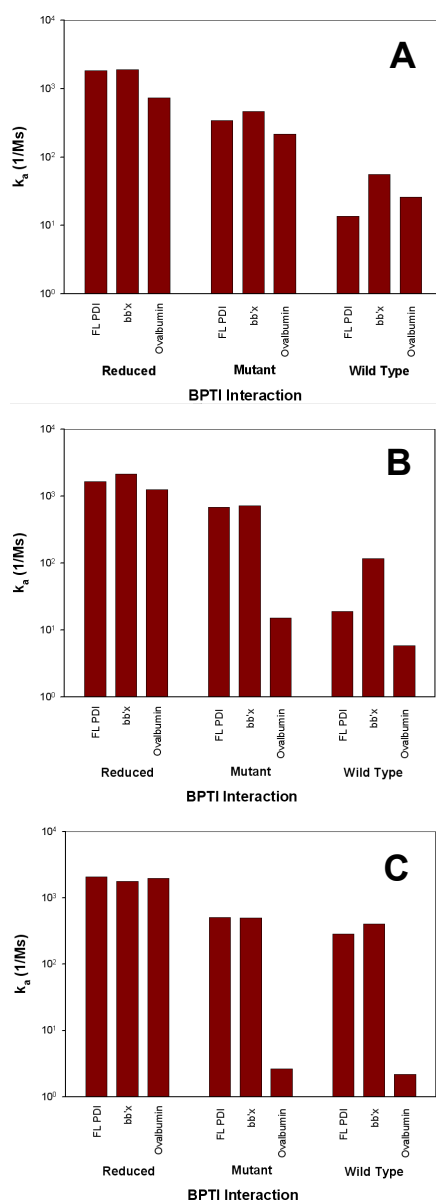 A
10⁴
10³
10²
10¹
10⁰
kₐ (1/Ms)
FL PDI bb'x Ovalbumin FL PDI bb'x Ovalbumin FL PDI bb'x Ovalbumin
Reduced Mutant Wild Type
BPTI Interaction
B
10⁴
10³
10²
10¹
10⁰
kₐ (1/Ms)
FL PDI bb'x Ovalbumin FL PDI bb'x Ovalbumin FL PDI bb'x Ovalbumin
Reduced Mutant Wild Type
BPTI Interaction
C
10⁴
10³
10²
10¹
10⁰
kₐ (1/Ms)
FL PDI bb'x Ovalbumin FL PDI bb'x Ovalbumin FL PDI bb'x Ovalbumin
Reduced Mutant Wild Type
BPTI Interaction